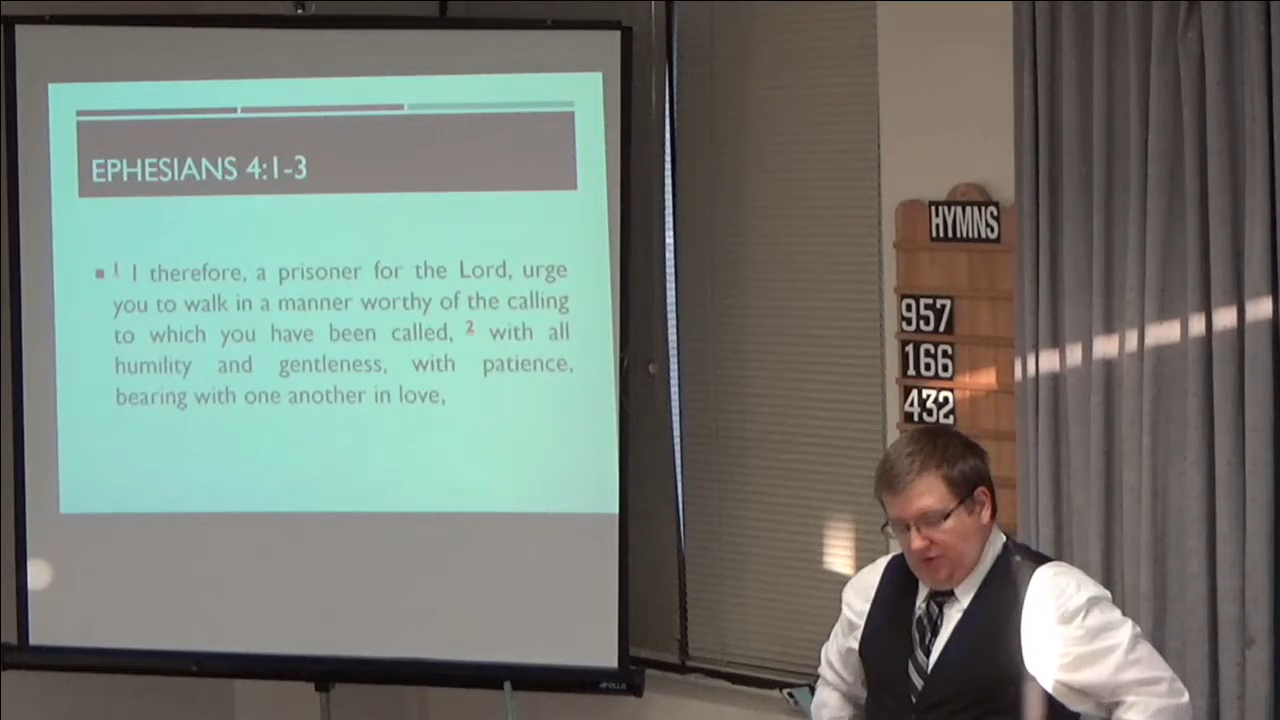 EPHESIANS 4:1-3
1 I therefore, a prisoner for the Lord, urge
you to walk in a manner worthy of the calling
to which you have been called, 2 with all
humility and gentleness, with patience,
bearing with one another in love,
HYMNS
957
166
432
APOLLO